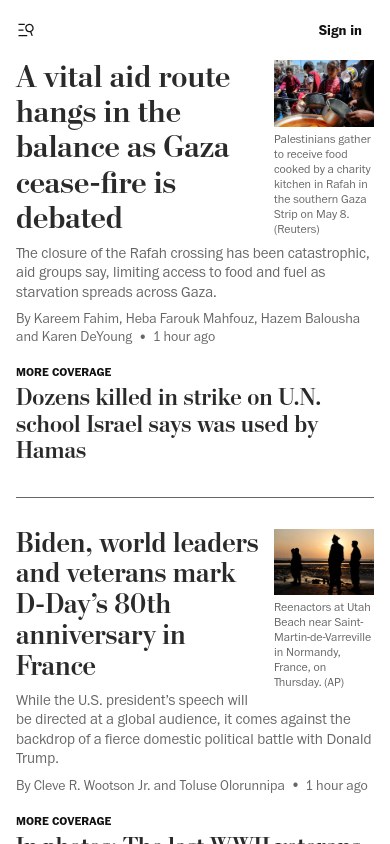 Sign in
A vital aid route
hangs in the
balance as Gaza
cease-fire is
debated
Palestinians gather
to receive food
cooked by a charity
kitchen in Rafah in
the southern Gaza
Strip on May 8.
(Reuters)
The closure of the Rafah crossing has been catastrophic,
aid groups say, limiting access to food and fuel as
starvation spreads across Gaza.
By Kareem Fahim, Heba Farouk Mahfouz, Hazem Balousha
and Karen DeYoung • 1 hour ago
MORE COVERAGE
Dozens killed in strike on U.N.
school Israel says was used by
Hamas
Biden, world leaders
and veterans mark
D-Day’s 80th
anniversary in
France
Reenactors at Utah
Beach near Saint-
Martin-de-Varreville
in Normandy,
France, on
Thursday. (AP)
While the U.S. president’s speech will
be directed at a global audience, it comes against the
backdrop of a fierce domestic political battle with Donald
Trump.
By Cleve R. Wootson Jr. and Toluse Olorunnipa • 1 hour ago
MORE COVERAGE
In photos: The last WWII veterans